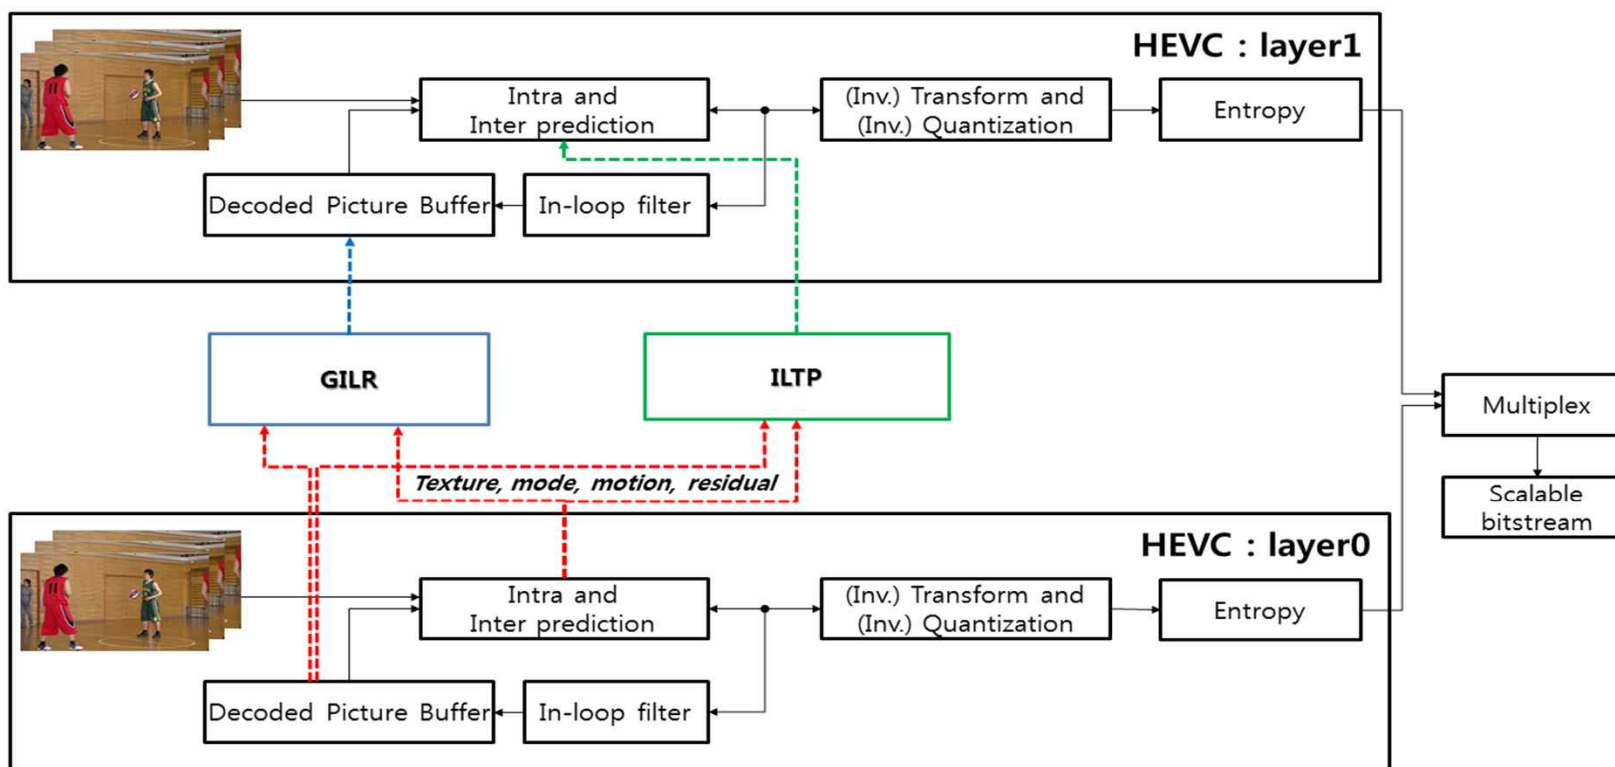 HEVC : layer1
Intra and
Inter prediction
(Inv.) Transform and
(Inv.) Quantization
Entropy
Decoded Picture Buffer
In-loop filter
GILR
ILTP
Multiplex
Texture, mode, motion, residual
Scalable
bitstream
HEVC : layer0
Intra and
Inter prediction
(Inv.) Transform and
(Inv.) Quantization
Entropy
Decoded Picture Buffer
In-loop filter